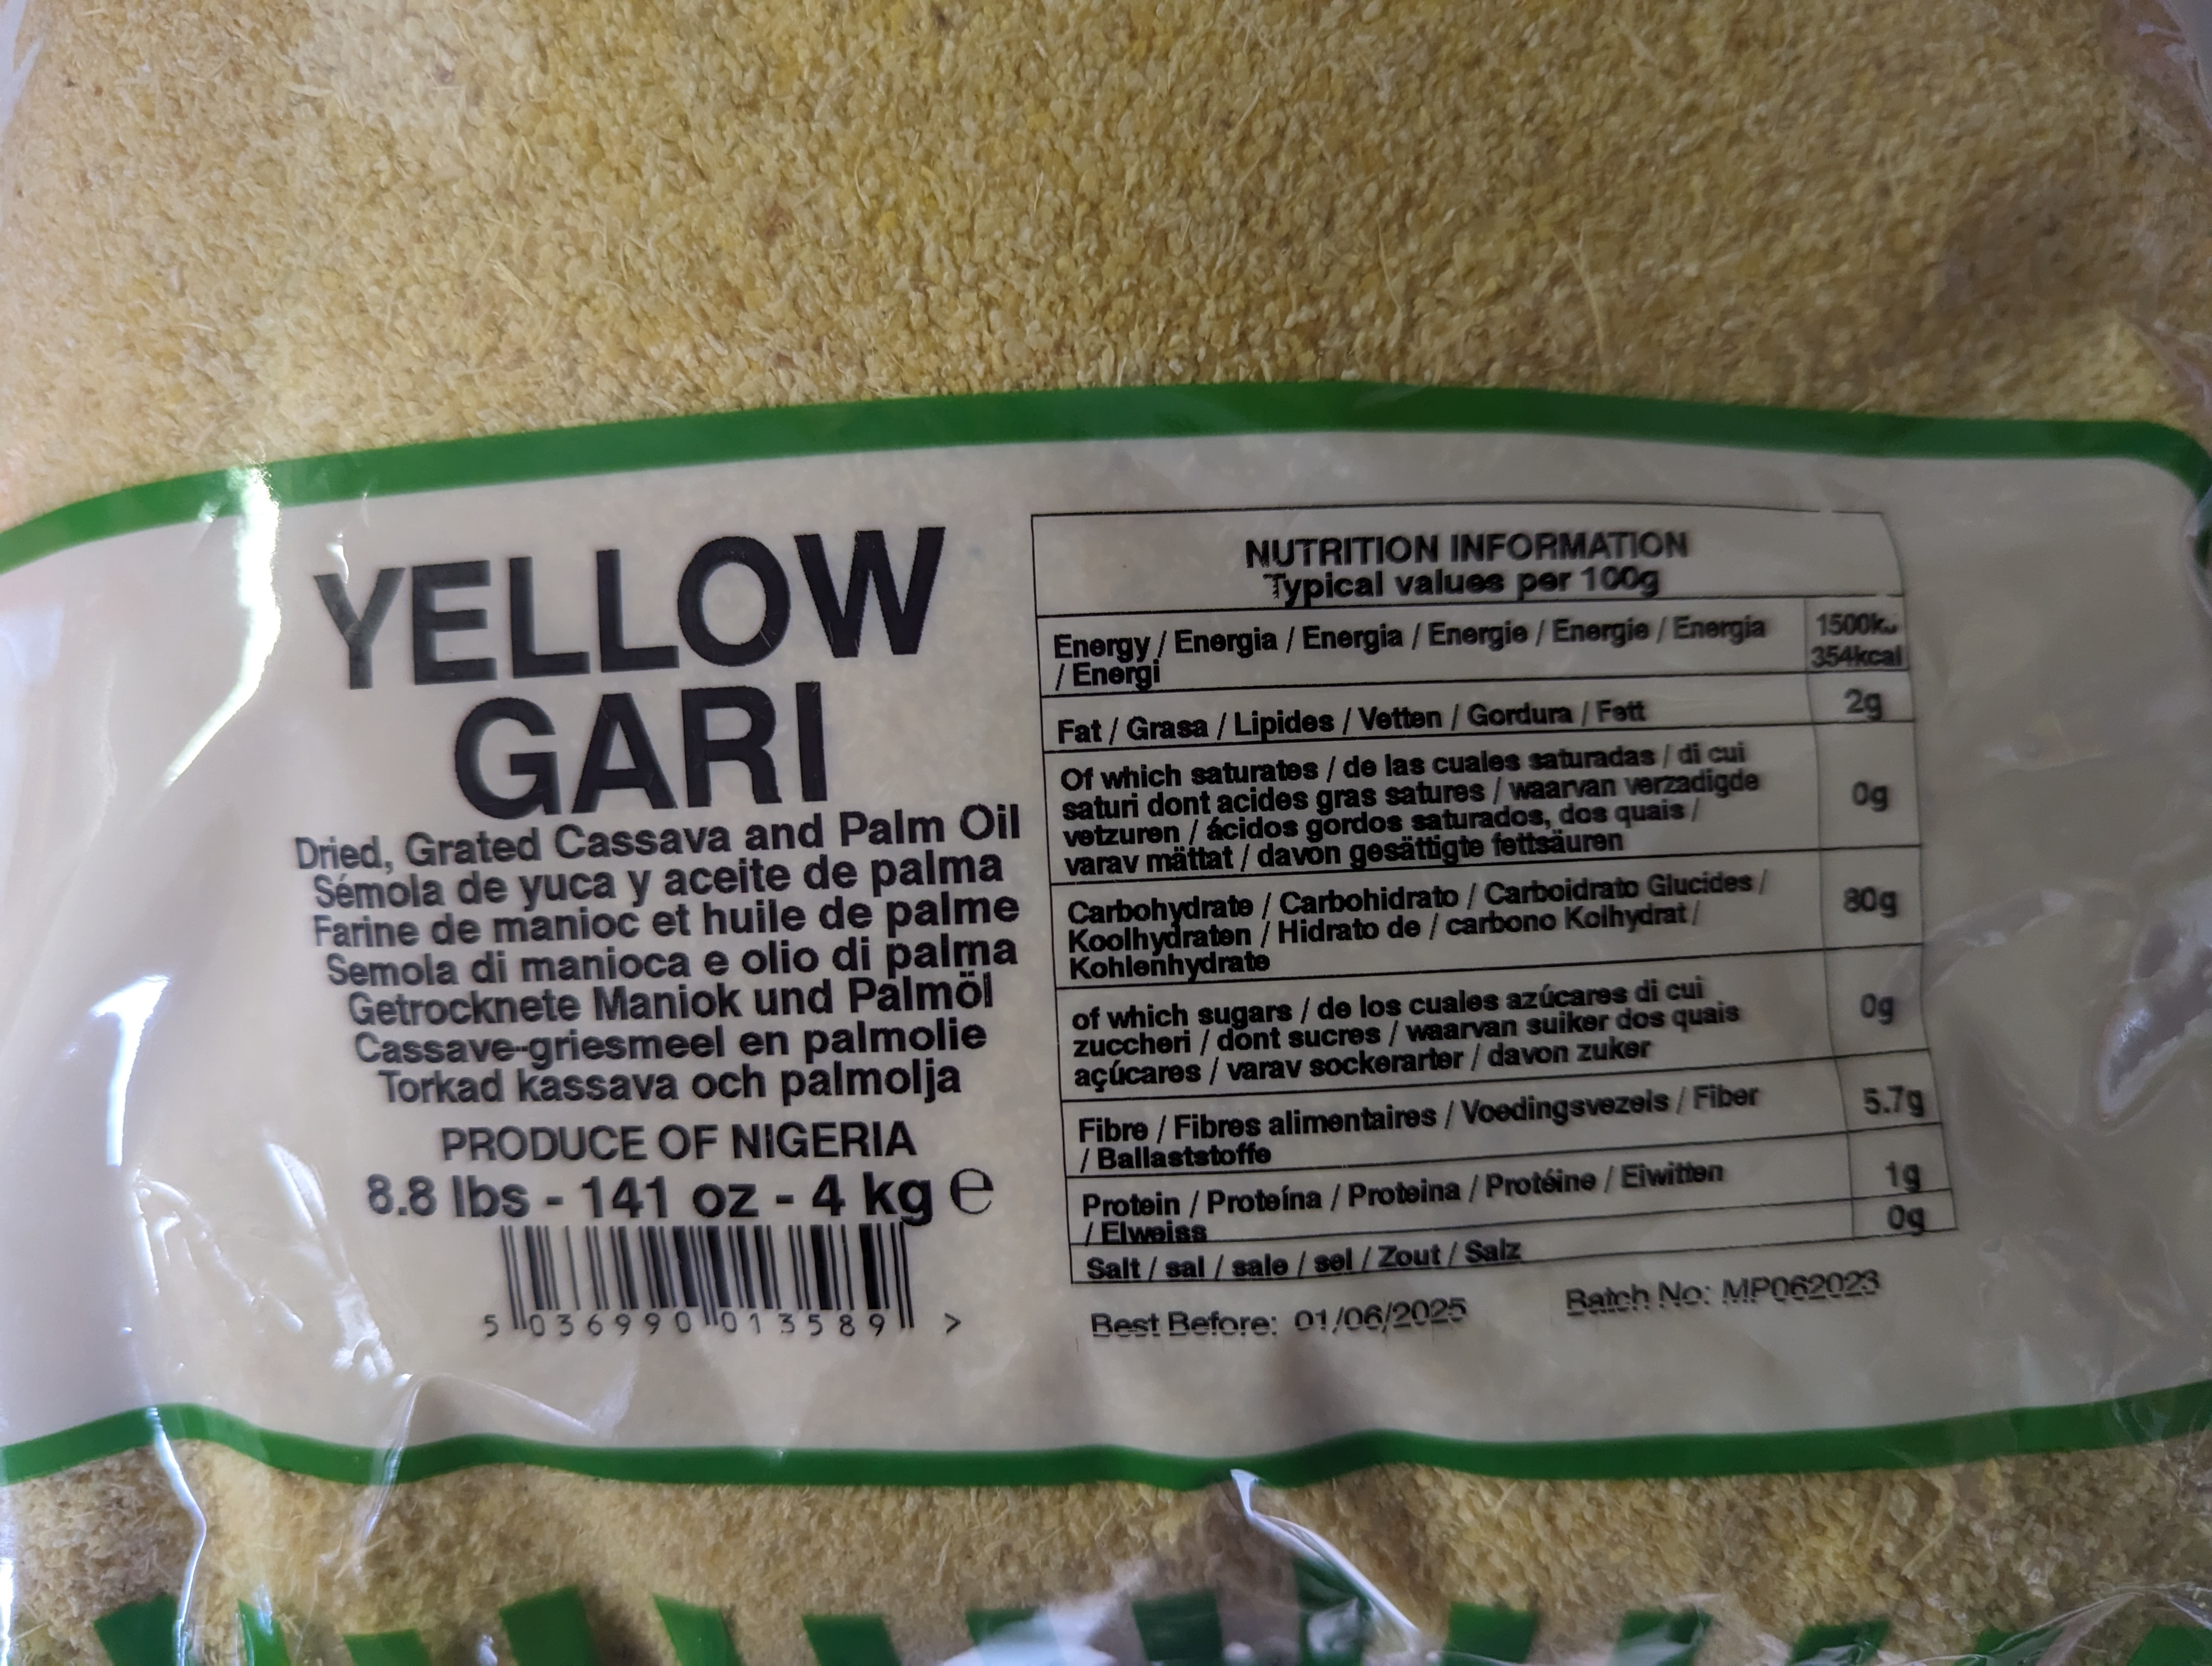 YELLOW
GARI
Dried, Grated Cassava and Palm Oil
Sémola de yuca y aceite de palma
Farine de manioc et huile de palme
Semola di manioca e olio di palma
Getrocknete Maniok und Palmöl
Cassave-griesmeel en palmolie
Torkad kassava och palmolja
PRODUCE OF NIGERIA
8.8 lbs - 141 oz - 4 kg e
5 036990 013589 >
NUTRITION INFORMATION
Typical values per 100g
Energy / Energia / Energia / Energie / Energie / Energia
/ Energi
354kcal
Fat / Grasa / Lipides / Vetten / Gordura / Fett
2g
Of which saturates / de las cuales saturadas / di cui
saturi dont acides gras satures / waarvan verzadigde
vetzuren / ácidos gordos saturados, dos quais /
varav mättat / davon gesättigte fettsäuren
0g
Carbohydrate / Carbohidrato / Carboidrato Glucides /
Koolhydraten / Hidrato de / carbono Kolhydrat /
Kohlenhydrate
80g
of which sugars / de los cuales azúcares di cui
zuccheri / dont sucres / waarvan suiker dos quais
açúcares / varav sockerarter / davon zuker
0g
Fibre / Fibres alimentaires / Voedingsvezels / Fiber
/ Ballaststoffe
5.7g
Protein / Proteína / Proteina / Protéine / Eiwitten
/ Elweiss
1g
Salt / sal / sale / sel / Zout / Salz
0g
Best Before: 01/06/2025
Batch No: MP062023